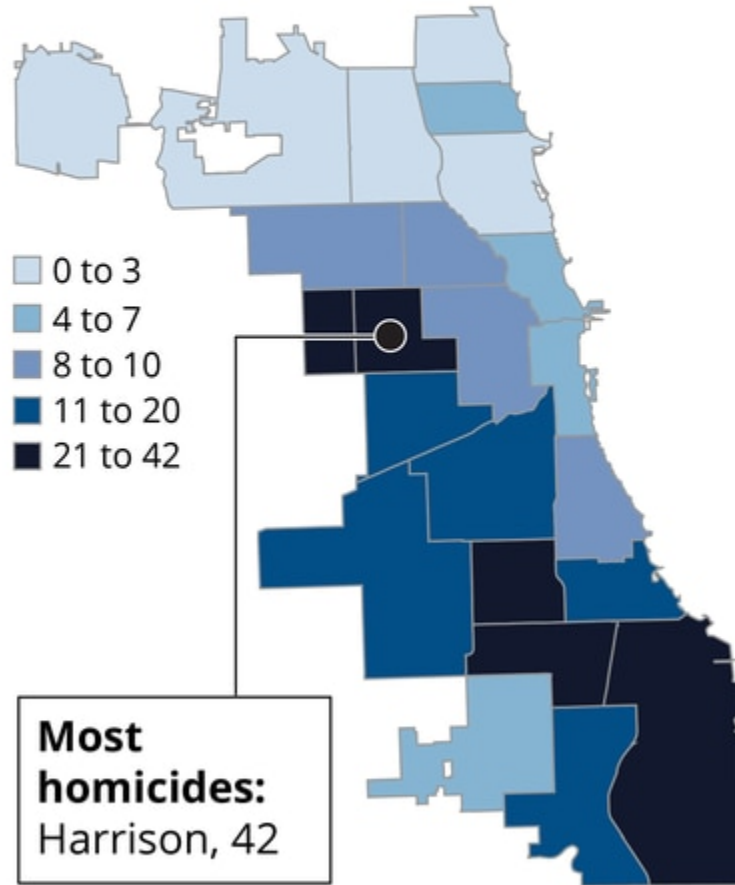 0 to 3
4 to 7
8 to 10
11 to 20
21 to 42
Most
homicides:
Harrison, 42